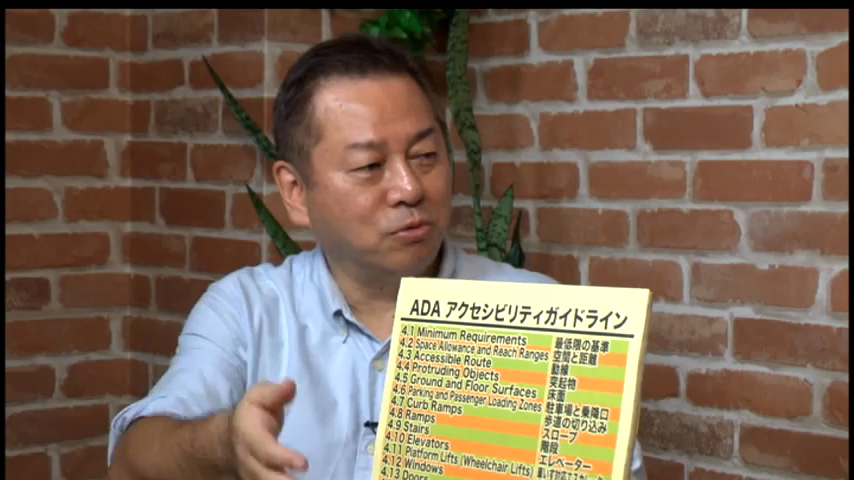 ADA アクセシビリティガイドライン
4.1 Minimum Requirements 最低限の基準
4.2 Space Allowance and Reach Ranges 空間と距離
4.3 Accessible Route 動線
4.4 Protruding Objects 突起物
4.5 Ground and Floor Surfaces 床面
4.6 Parking and Passenger Loading Zones 駐車場と乗降口
4.7 Curb Ramps 歩道の切り込み
4.8 Ramps スロープ
4.9 Stairs 階段
4.10 Elevators エレベーター
4.11 Platform Lifts (Wheelchair Lifts)
4.12 Windows
4.13 Doors